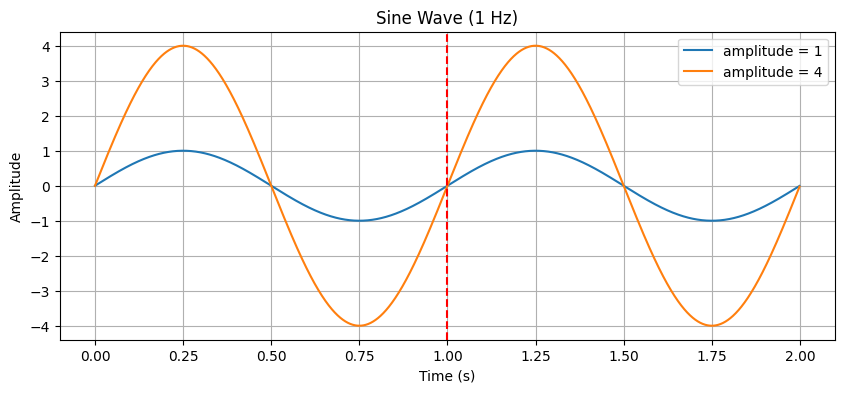 Sine Wave (1 Hz)
amplitude = 1
amplitude = 4
Amplitude
4
3
2
1
0
−1
−2
−3
−4
0.00 0.25 0.50 0.75 1.00 1.25 1.50 1.75 2.00
Time (s)